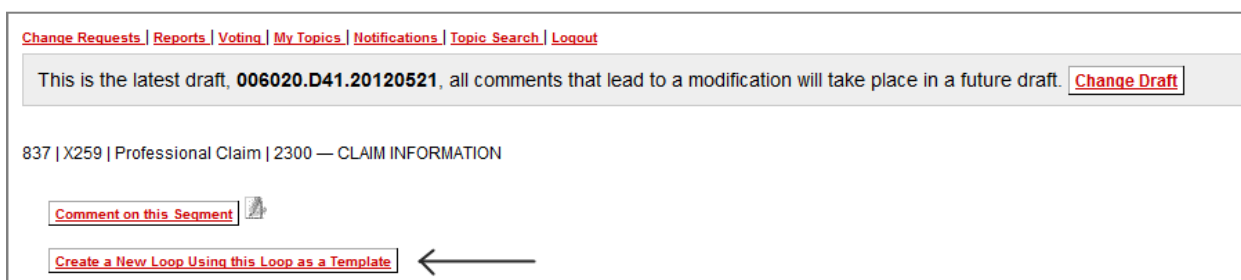 Change Requests | Reports | Voting | My Topics | Notifications | Topic Search | Logout
This is the latest draft, 006020.D41.20120521, all comments that lead to a modification will take place in a future draft. Change Draft
837 | X259 | Professional Claim | 2300 — CLAIM INFORMATION
Comment on this Segment
Create a New Loop Using this Loop as a Template